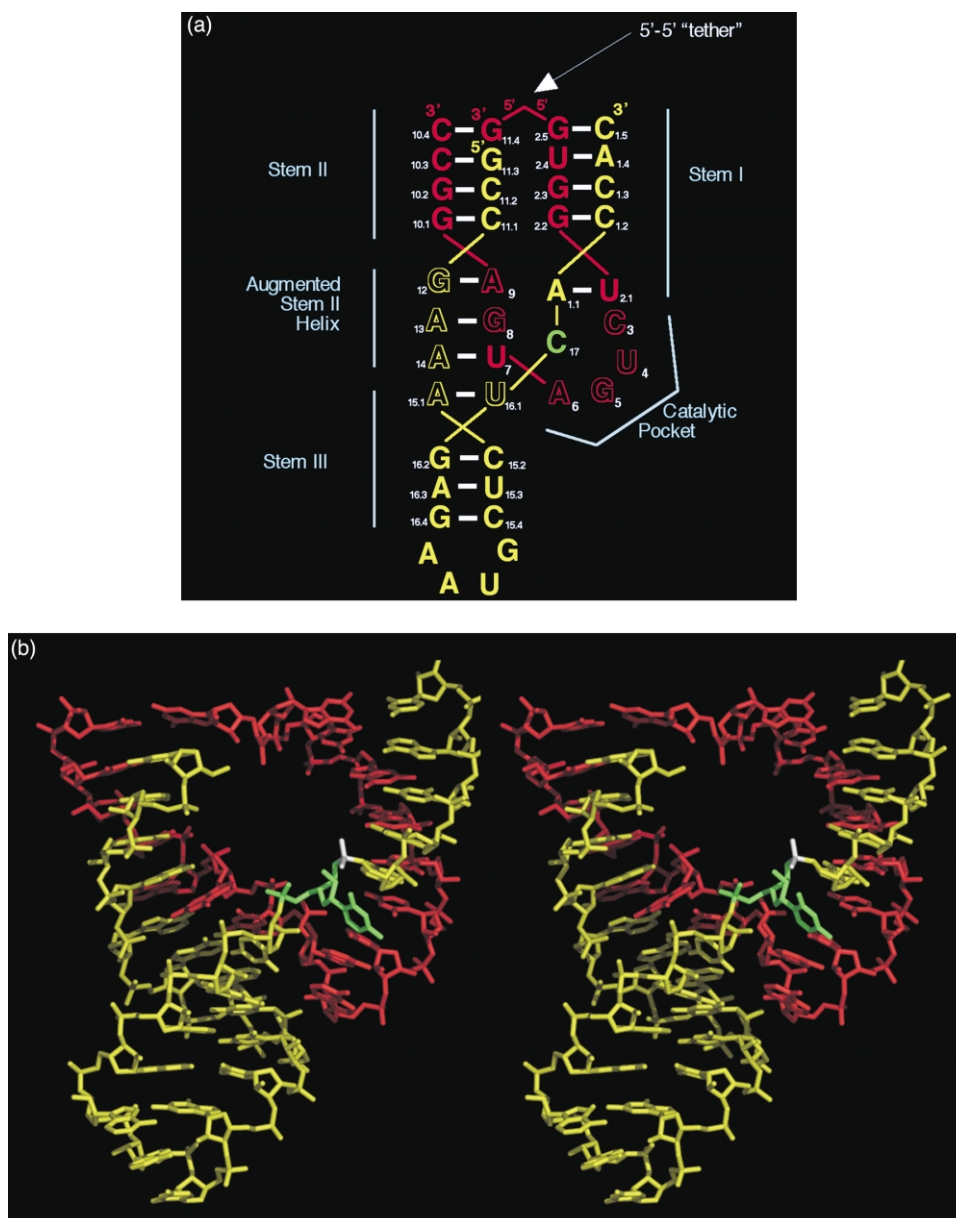 (a)
5'-5' "tether"
3' 3' 5' 5' 3'
10.4 C G 11.4 2.5 G C 1.5
5'
10.3 C G 11.3 2.4 U A 1.4
Stem II
Stem I
10.2 G C 11.2 2.3 G C 1.3
10.1 G C 11.1 2.2 G C 1.2
Augmented
Stem II
Helix
12 G A 9 A 1.1 U 2.1
13 A G 8 C 17 C 3
14 A U 7 U 4
15.1 A U 16.1 A 6 G 5
Catalytic
Pocket
Stem III
16.2 G C 15.2
16.3 A U 15.3
16.4 G C 15.4
A G
A U
(b)